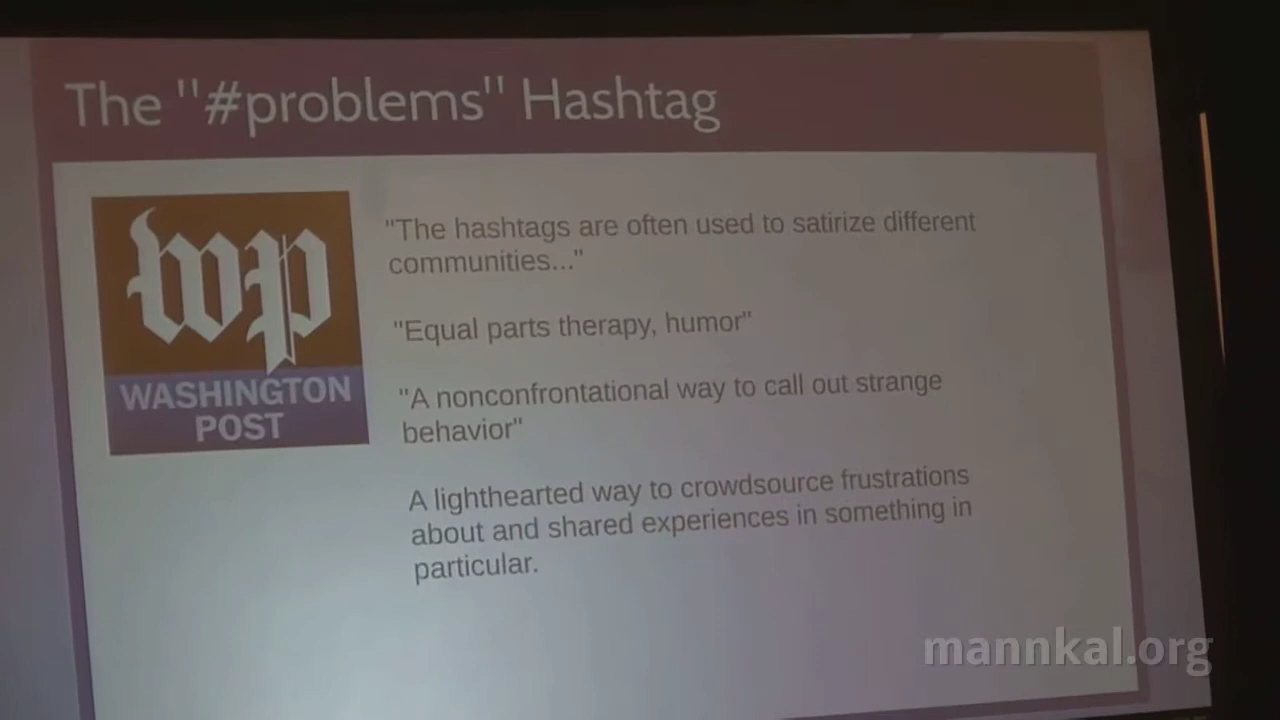 The "#problems" Hashtag
wp
WASHINGTON
POST
"The hashtags are often used to satirize different
communities..."
"Equal parts therapy, humor"
"A nonconfrontational way to call out strange
behavior"
A lighthearted way to crowdsource frustrations
about and shared experiences in something in
particular.
mannkal.org